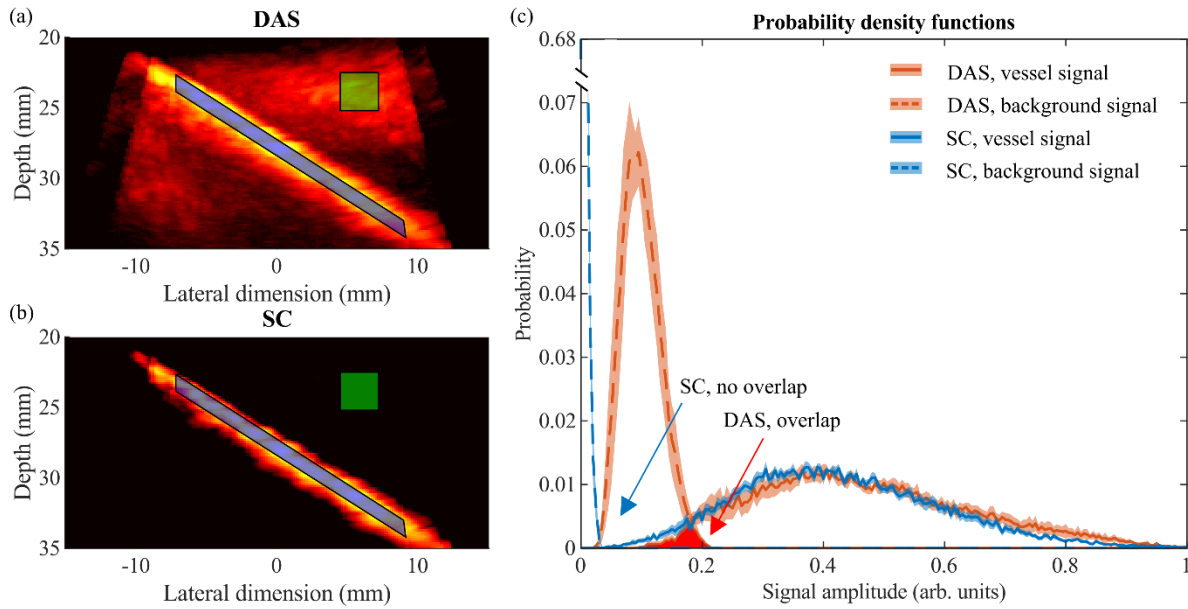 (a)
DAS
20
25
30
35
Depth (mm)
-10
0
10
Lateral dimension (mm)
(b)
SC
20
25
30
35
Depth (mm)
-10
0
10
Lateral dimension (mm)
(c)
Probability density functions
0.68
0.07
0.06
0.05
0.04
0.03
0.02
0.01
0
Probability
DAS, vessel signal
DAS, background signal
SC, vessel signal
SC, background signal
SC, no overlap
DAS, overlap
0
0.2
0.4
0.6
0.8
1
Signal amplitude (arb. units)